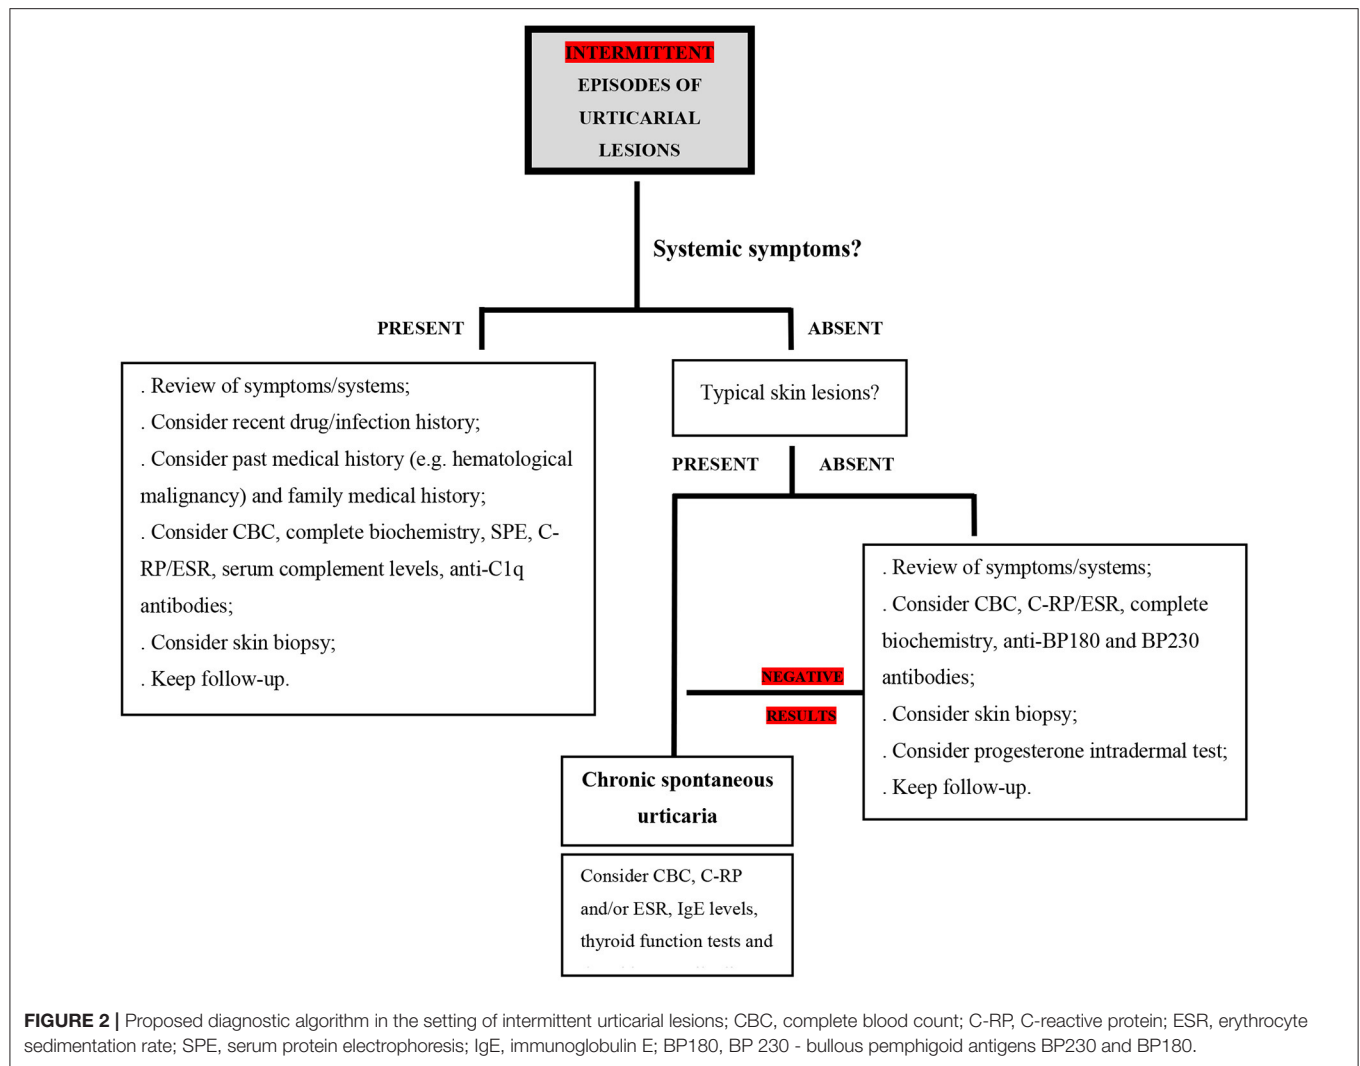 INTERMITTENT
EPISODES OF
URTICARIAL
LESIONS
Systemic symptoms?
PRESENT
ABSENT
. Review of symptoms/systems;
. Consider recent drug/infection history;
. Consider past medical history (e.g. hematological
malignancy) and family medical history;
. Consider CBC, complete biochemistry, SPE, C-
RP/ESR, serum complement levels, anti-C1q
antibodies;
. Consider skin biopsy;
. Keep follow-up.
Typical skin lesions?
PRESENT
ABSENT
. Review of symptoms/systems;
. Consider CBC, C-RP/ESR, complete
biochemistry, anti-BP180 and BP230
antibodies;
. Consider skin biopsy;
. Consider progesterone intradermal test;
. Keep follow-up.
NEGATIVE
RESULTS
Chronic spontaneous
urticaria
Consider CBC, C-RP
and/or ESR, IgE levels,
thyroid function tests and
FIGURE 2 | Proposed diagnostic algorithm in the setting of intermittent urticarial lesions; CBC, complete blood count; C-RP, C-reactive protein; ESR, erythrocyte
sedimentation rate; SPE, serum protein electrophoresis; IgE, immunoglobulin E; BP180, BP 230 - bullous pemphigoid antigens BP230 and BP180.